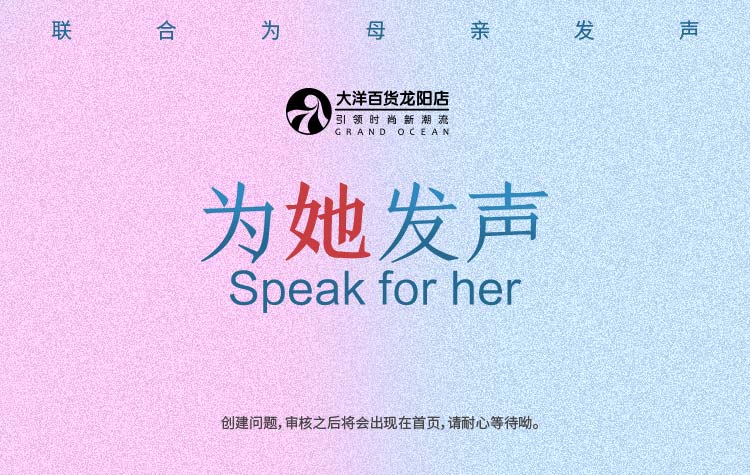 联合为母亲发声
大洋百货龙阳店
引领时尚新潮流
GRAND OCEAN
为她发声
Speak for her
创建问题，审核之后将会出现在首页，请耐心等待呦。